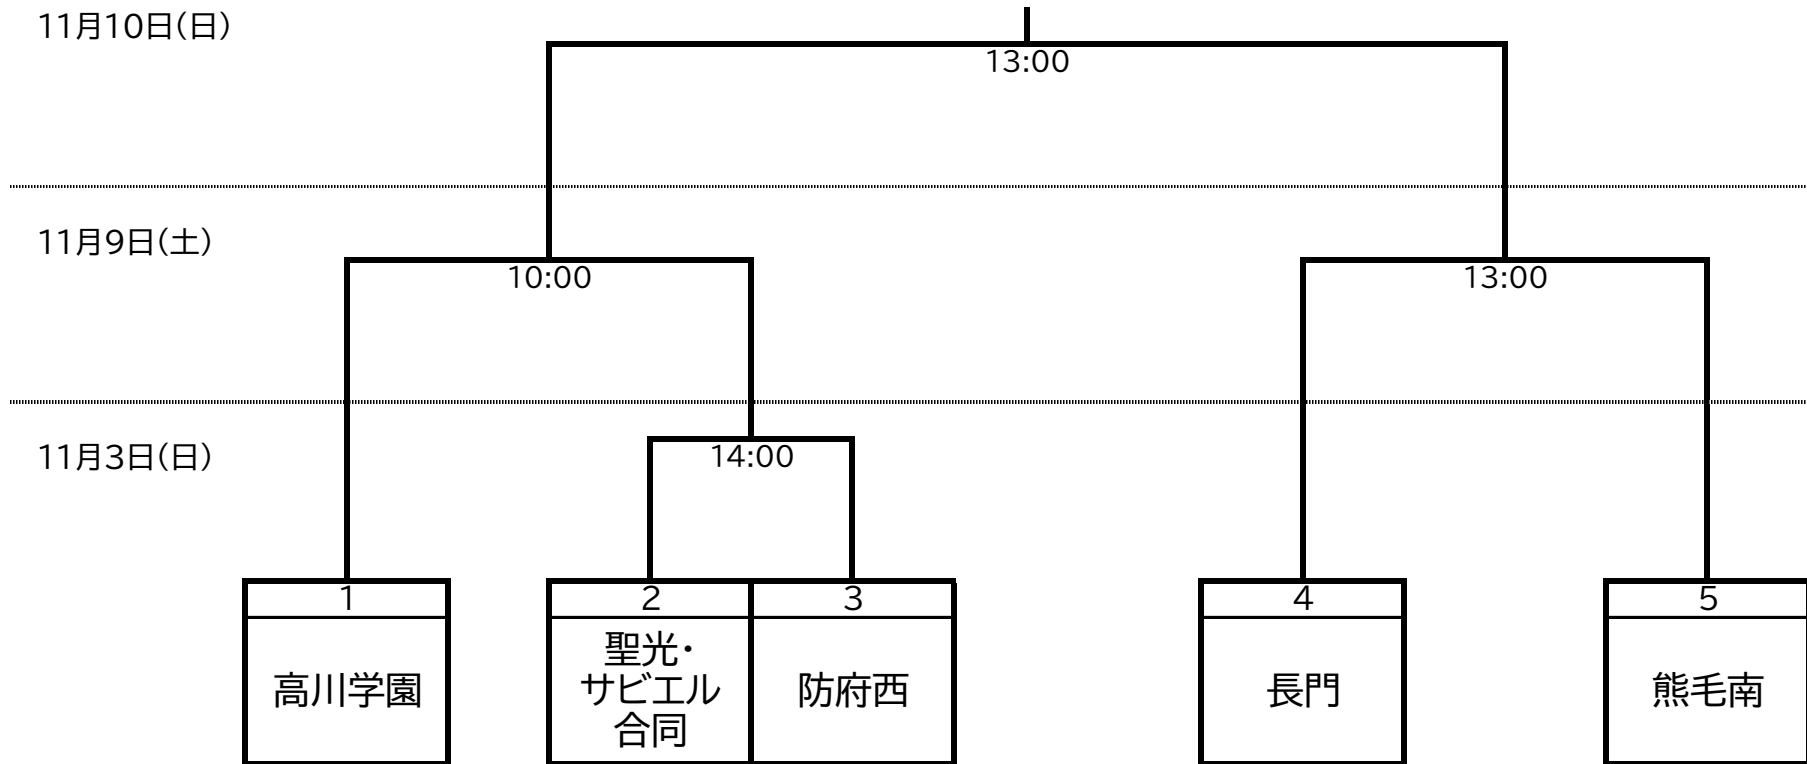 11月10日(日)
13:00
11月9日(土)
10:00
13:00
11月3日(日)
14:00
1
2
3
4
5
高川学園
聖光・
サビエル
合同
防府西
長門
熊毛南